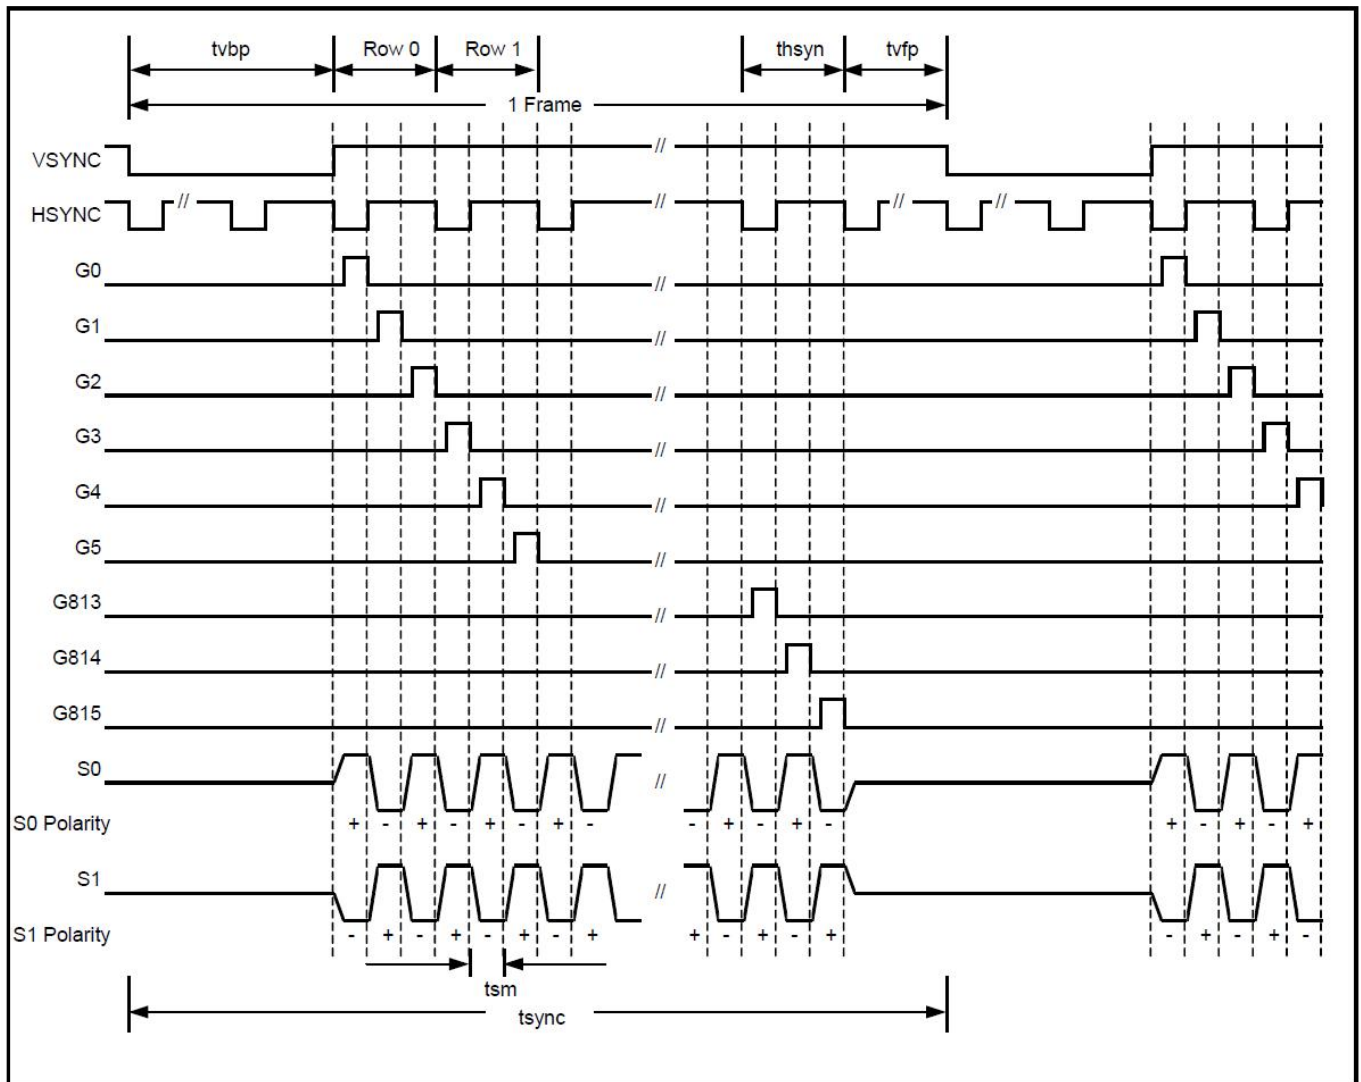 tvbp Row 0 Row 1 thsyn tvfp
1 Frame
VSYNC //
HSYNC // // // //
G0 //
G1 //
G2 //
G3 //
G4 //
G5 //
G813 //
G814 //
G815 //
S0 //
S0 Polarity + - + - + - + - - + - + - + - + - +
S1 //
S1 Polarity - + - + - + - + + - + - + - + - + -
tsm
tsync